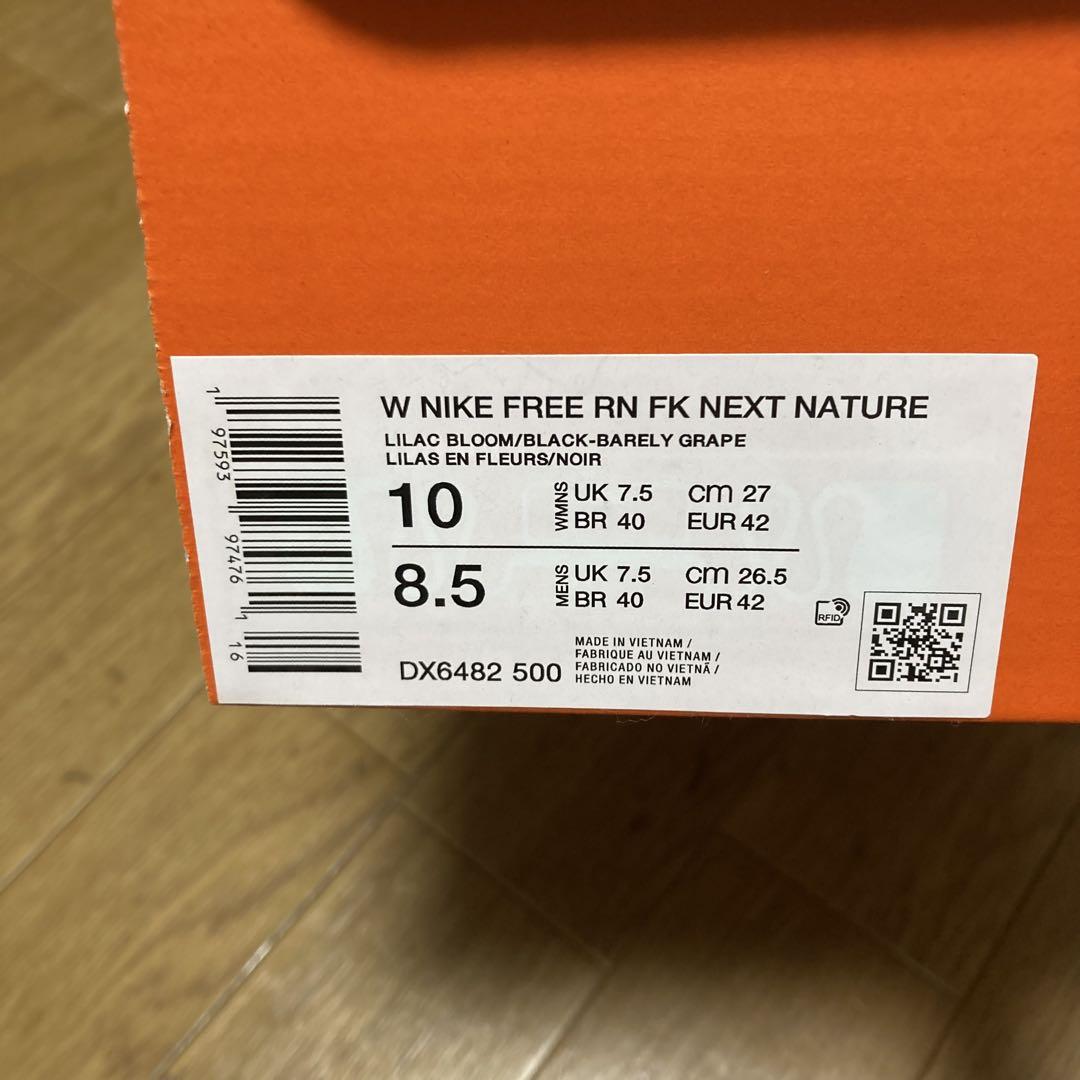 W NIKE FREE RN FK NEXT NATURE
LILAC BLOOM/BLACK-BARELY GRAPE
LILAS EN FLEURS/NOIR
10
WMNS
UK 7.5 cm 27
BR 40 EUR 42
8.5
MENS
UK 7.5 cm 26.5
BR 40 EUR 42
RFID
DX6482 500
MADE IN VIETNAM /
FABRIQUE AU VIETNAM /
FABRICADO NO VIETNÃ /
HECHO EN VIETNAM
1 97593 97476 1 16